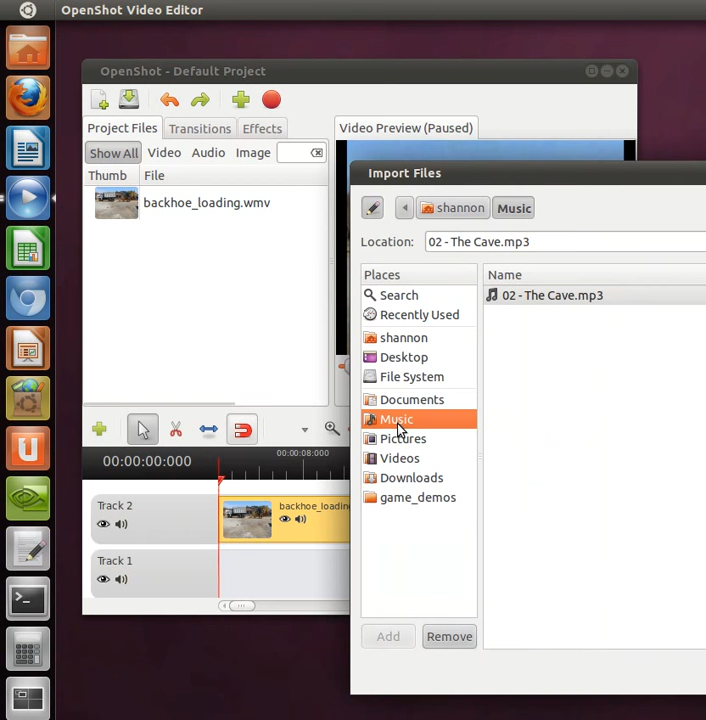 OpenShot Video Editor
OpenShot - Default Project
Project Files Transitions Effects
Show All Video Audio Image
Thumb File
backhoe_loading.wmv
Video Preview (Paused)
Import Files
shannon Music
Location: 02 - The Cave.mp3
Places
Search
Recently Used
shannon
Desktop
File System
Documents
Music
Pictures
Videos
Downloads
game_demos
Add Remove
Name
02 - The Cave.mp3
00:00:00:000
00:00:08:000
Track 2
backhoe_loadin
Track 1